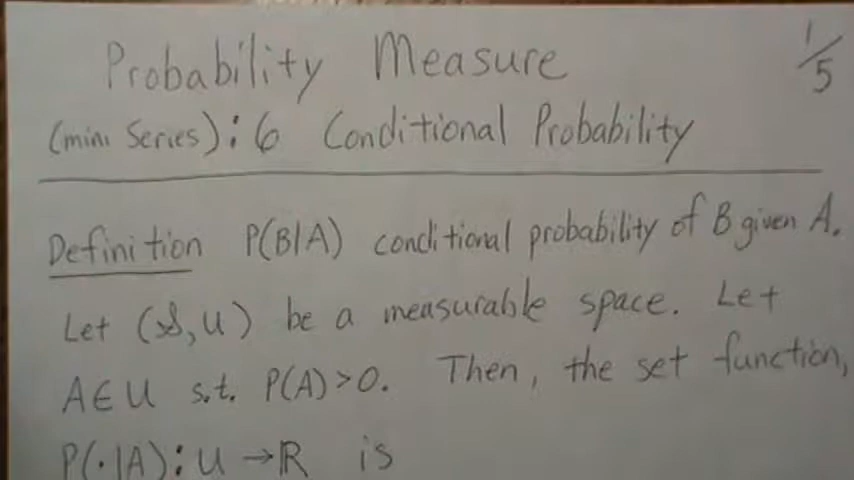 Probability Measure 1/5
(mini Series): 6 Conditional Probability
Definition P(B|A) conditional probability of B given A.
Let (𝒮, U) be a measurable space. Let
A ∈ U s.t. P(A) > 0. Then, the set function,
P(·|A): U → ℝ is